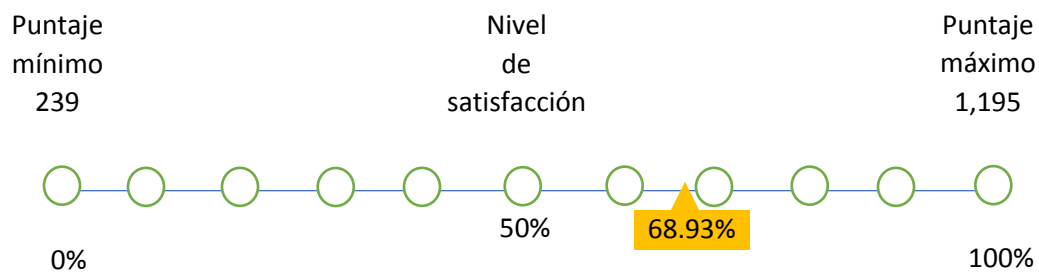 Puntaje
mínimo
239
Nivel
de
satisfacción
Puntaje
máximo
1,195
0%
50%
68.93%
100%